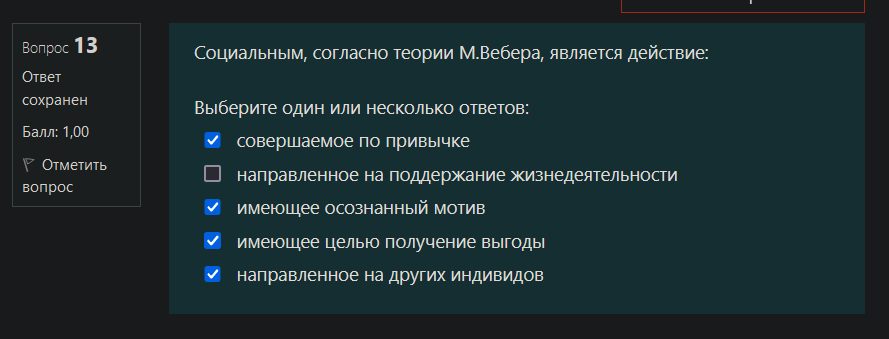 Вопрос 13
Ответ
сохранен
Балл: 1,00
Отметить
вопрос
Социальным, согласно теории М.Вебера, является действие:
Выберите один или несколько ответов:
совершаемое по привычке
направленное на поддержание жизнедеятельности
имеющее осознанный мотив
имеющее целью получение выгоды
направленное на других индивидов